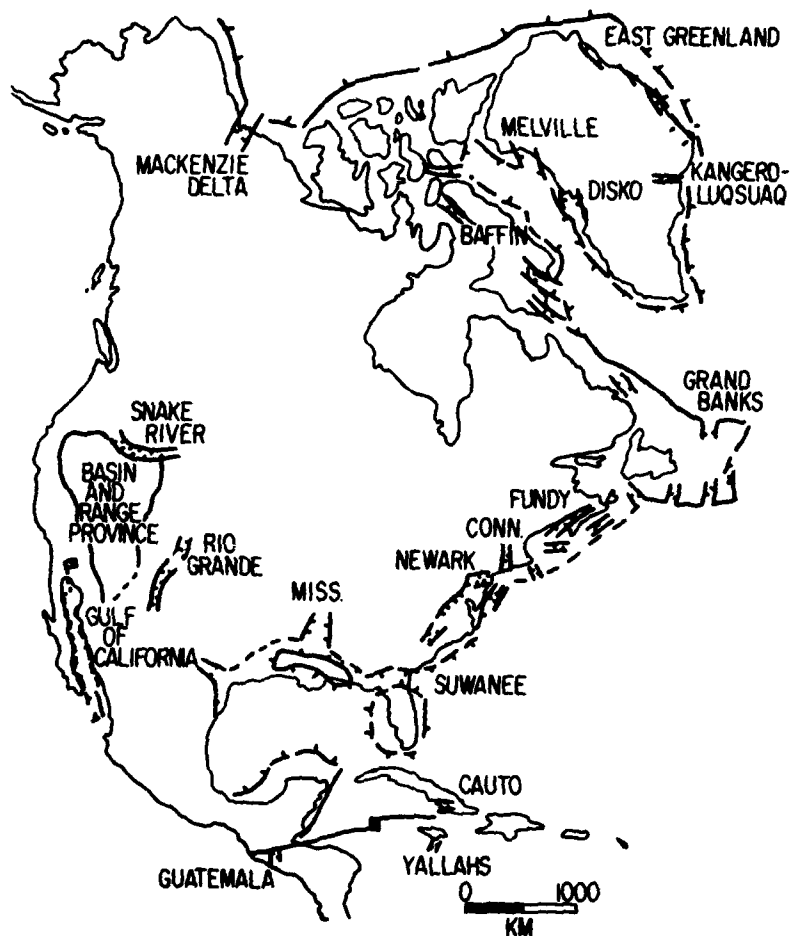 EAST GREENLAND
MELVILLE
MACKENZIE
DELTA
DISKO
KANGERD-
LUQSUAQ
BAFFIN
GRAND
BANKS
SNAKE
RIVER
BASIN
AND
RANGE
PROVINCE
FUNDY
CONN.
NEWARK
RIO
GRANDE
MISS.
GULF
OF
CALIFORNIA
SUWANEE
CAUTO
YALLAHS
GUATEMALA
0 1000
KM